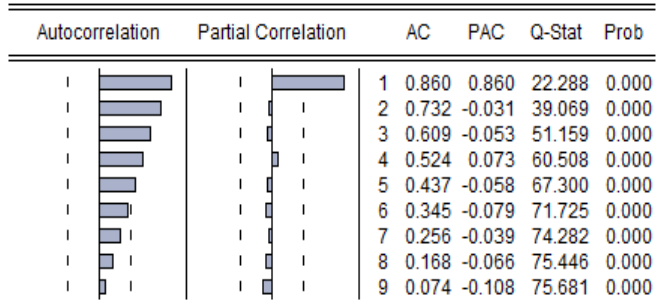 Autocorrelation Partial Correlation AC PAC Q-Stat Prob
1 0.860 0.860 22.288 0.000
2 0.732 -0.031 39.069 0.000
3 0.609 -0.053 51.159 0.000
4 0.524 0.073 60.508 0.000
5 0.437 -0.058 67.300 0.000
6 0.345 -0.079 71.725 0.000
7 0.256 -0.039 74.282 0.000
8 0.168 -0.066 75.446 0.000
9 0.074 -0.108 75.681 0.000